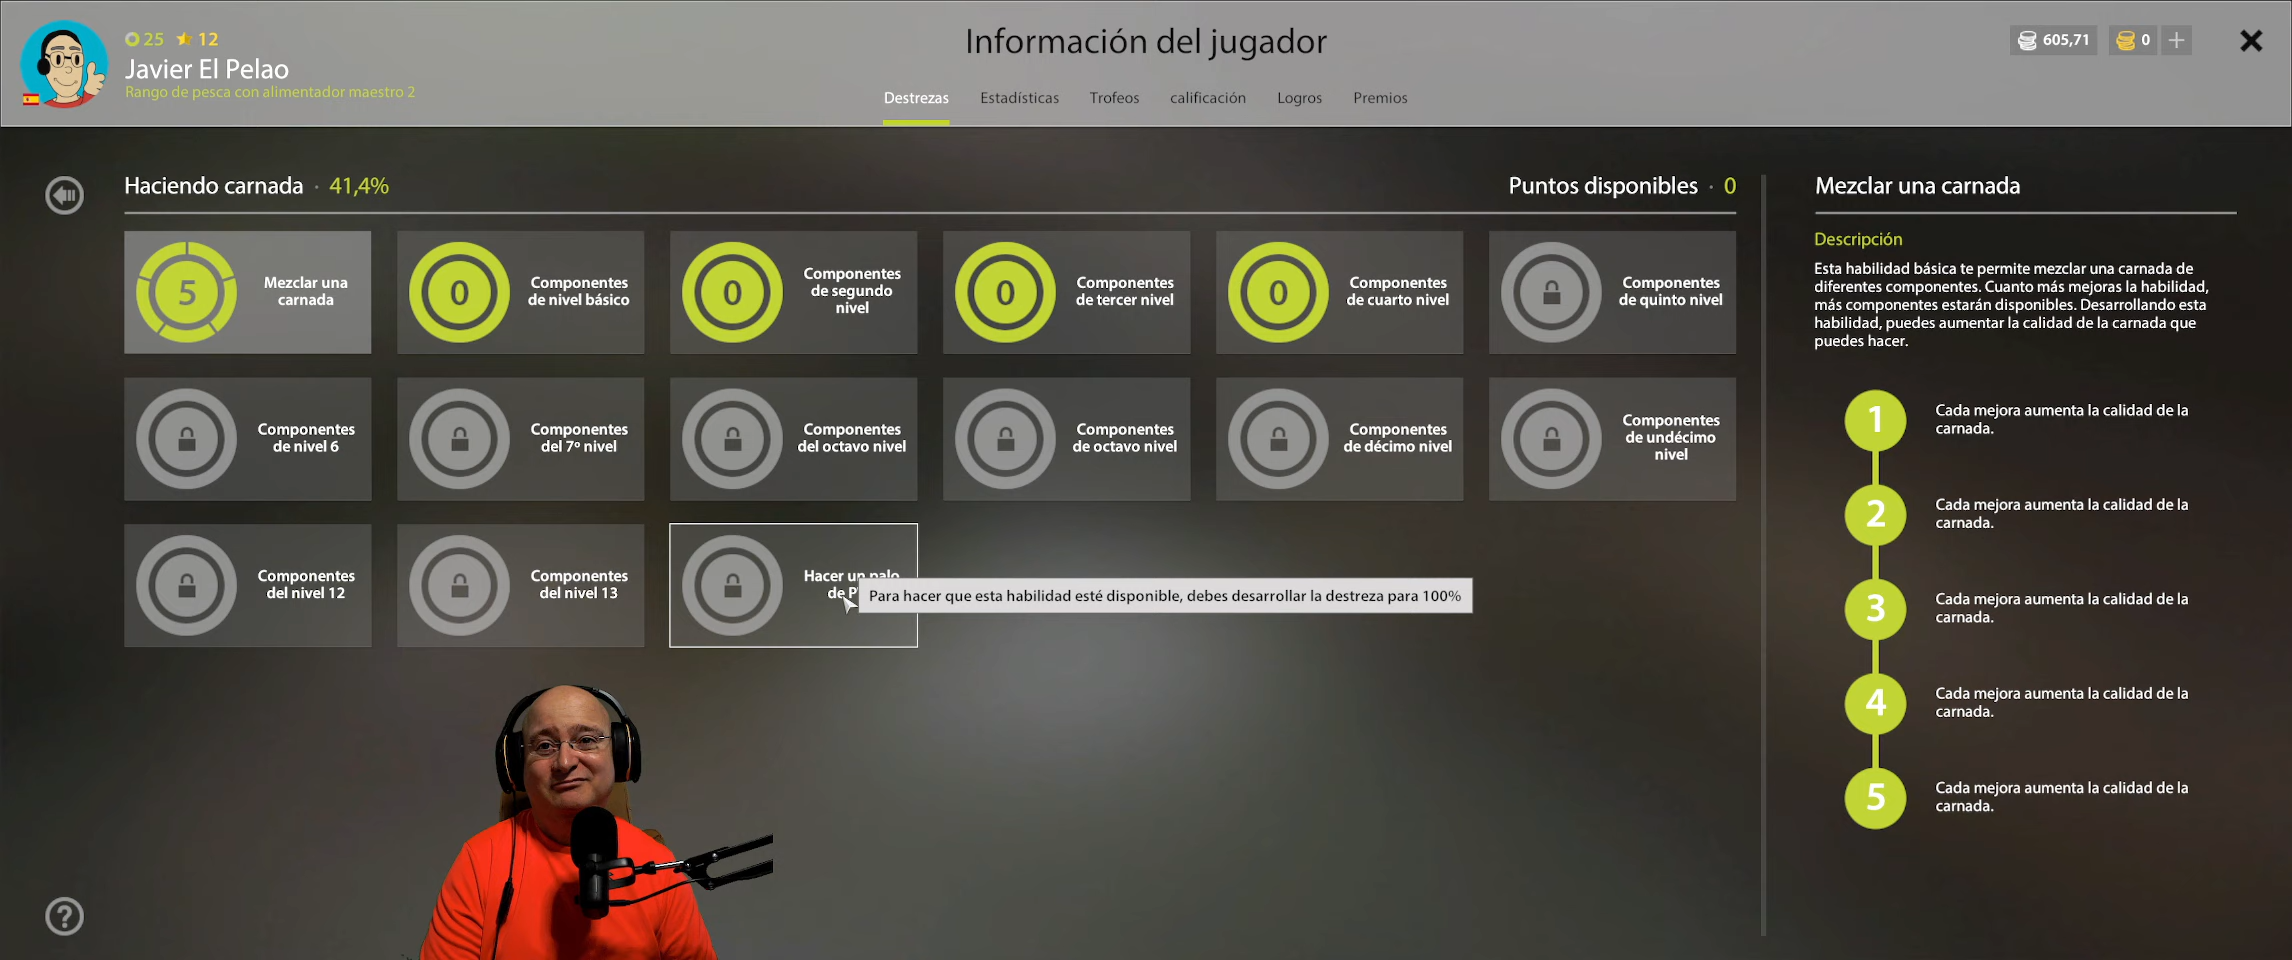 25 12
Javier El Pelao
Rango de pesca con alimentador maestro 2
Información del jugador
605,71
0
Destrezas
Estadísticas
Trofeos
calificación
Logros
Premios
Haciendo carnada · 41,4%
Puntos disponibles · 0
5
Mezclar una
carnada
0
Componentes
de nivel básico
0
Componentes
de segundo
nivel
0
Componentes
de tercer nivel
0
Componentes
de cuarto nivel
Componentes
de quinto nivel
Componentes
de nivel 6
Componentes
del 7º nivel
Componentes
del octavo nivel
Componentes
de octavo nivel
Componentes
de décimo nivel
Componentes
de undécimo
nivel
Componentes
del nivel 12
Componentes
del nivel 13
Hacer un palo
de
Para hacer que esta habilidad esté disponible, debes desarrollar la destreza para 100%
Mezclar una carnada
Descripción
Esta habilidad básica te permite mezclar una carnada de
diferentes componentes. Cuanto más mejoras la habilidad,
más componentes estarán disponibles. Desarrollando esta
habilidad, puedes aumentar la calidad de la carnada que
puedes hacer.
1
Cada mejora aumenta la calidad de la
carnada.
2
Cada mejora aumenta la calidad de la
carnada.
3
Cada mejora aumenta la calidad de la
carnada.
4
Cada mejora aumenta la calidad de la
carnada.
5
Cada mejora aumenta la calidad de la
carnada.
?